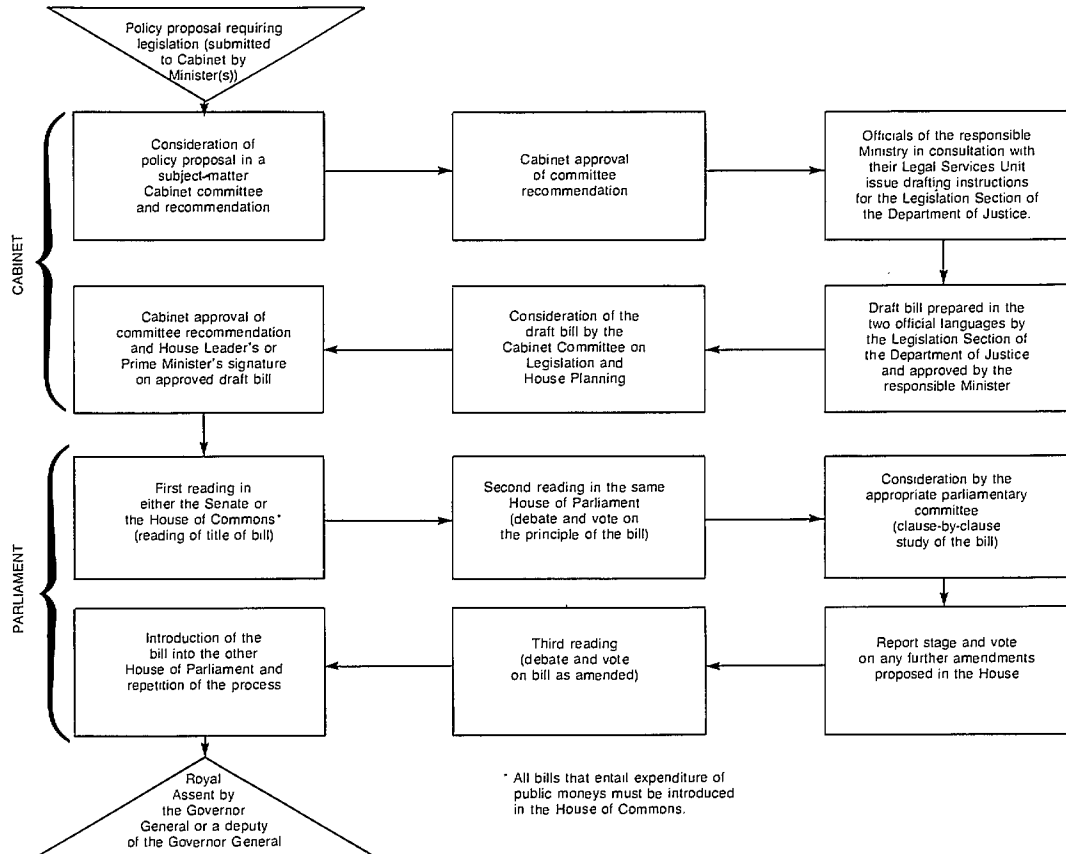 Policy proposal requiring
legislation (submitted
to Cabinet by
Minister(s))
CABINET
Consideration of
policy proposal in a
subject-matter
Cabinet committee
and recommendation
Cabinet approval
of committee
recommendation
Officials of the responsible
Ministry in consultation with
their Legal Services Unit
issue drafting instructions
for the Legislation Section of
the Department of Justice.
Draft bill prepared in the
two official languages by
the Legislation Section of
the Department of Justice
and approved by the
responsible Minister
Consideration of the
draft bill by the
Cabinet Committee on
Legislation and
House Planning
Cabinet approval of
committee recommendation
and House Leader's or
Prime Minister's signature
on approved draft bill
PARLIAMENT
First reading in
either the Senate or
the House of Commons*
(reading of title of bill)
Second reading in the same
House of Parliament
(debate and vote on
the principle of the bill)
Consideration by the
appropriate parliamentary
committee
(clause-by-clause
study of the bill)
Report stage and vote
on any further amendments
proposed in the House
Third reading
(debate and vote
on bill as amended)
Introduction of the
bill into the other
House of Parliament and
repetition of the process
Royal
Assent by
the Governor
General or a deputy
of the Governor General
* All bills that entail expenditure of
public moneys must be introduced
in the House of Commons.